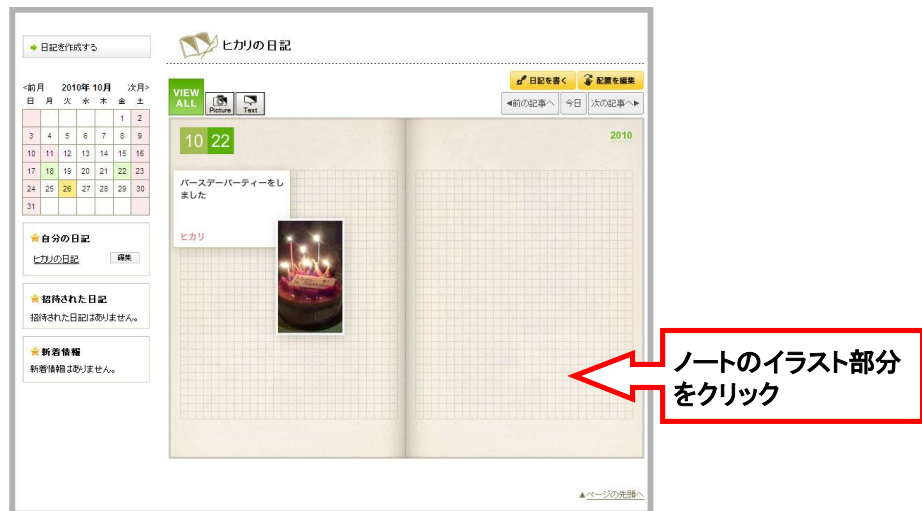 日記を作成する
ヒカリの日記
<前月 2010年 10月 次月>
日 月 火 水 木 金 土
1 2
3 4 5 6 7 8 9
10 11 12 13 14 15 16
17 18 19 20 21 22 23
24 25 26 27 28 29 30
31
自分の日記
ヒカリの日記 編集
招待された日記
招待された日記はありません。
新着情報
新着情報はありません。
VIEW
ALL
Picture Text
日記を書く 配置を編集
◀前の記事へ 今日 次の記事へ▶
10 22
2010
バースデーパーティーをし
ました
ヒカリ
ノートのイラスト部分
をクリック
▲ページの先頭へ